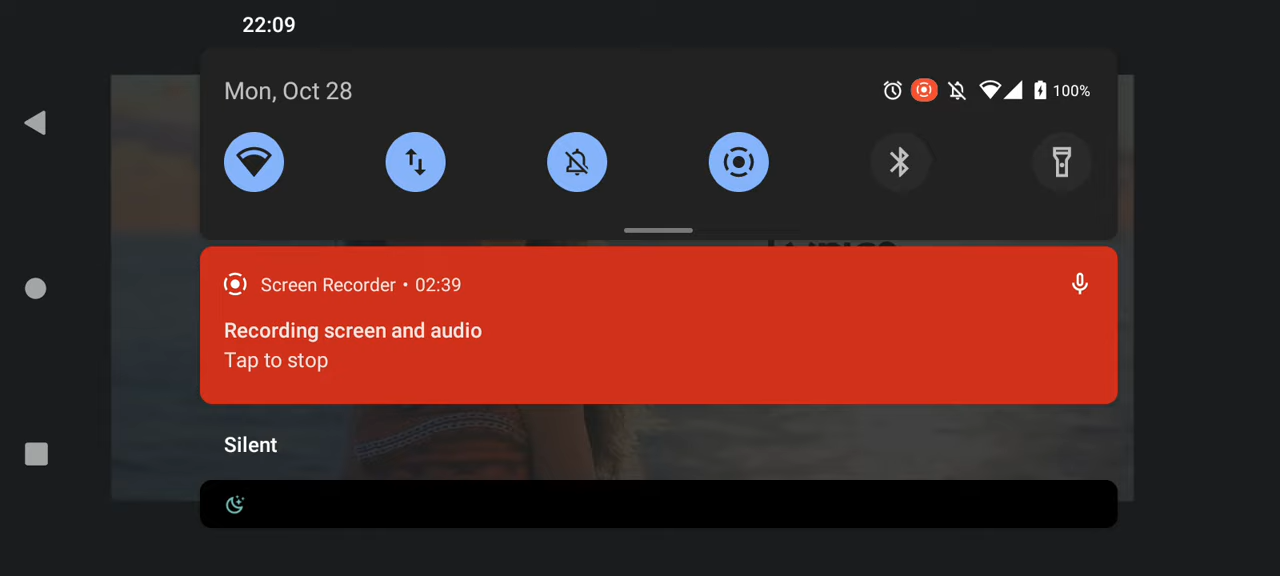 22:09
Mon, Oct 28
100%
Screen Recorder • 02:39
Recording screen and audio
Tap to stop
Silent